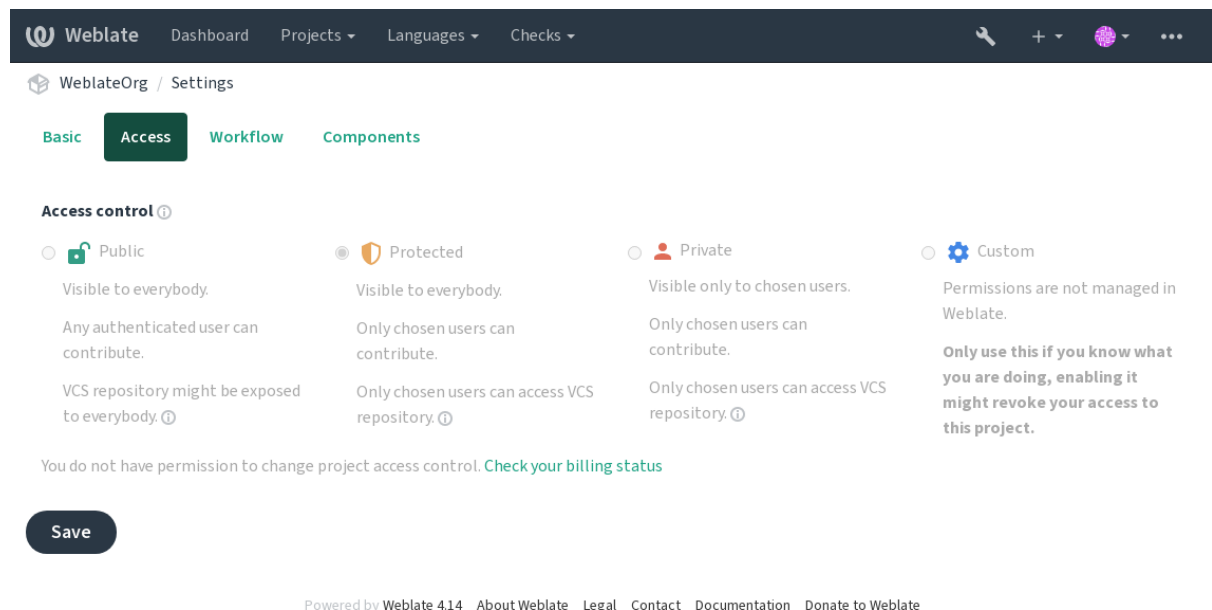 Weblate Dashboard Projects Languages Checks
WeblateOrg / Settings
Basic Access Workflow Components
Access control
Public
Visible to everybody.
Any authenticated user can
contribute.
VCS repository might be exposed
to everybody.
Protected
Visible to everybody.
Only chosen users can
contribute.
Only chosen users can access VCS
repository.
Private
Visible only to chosen users.
Only chosen users can
contribute.
Only chosen users can access VCS
repository.
Custom
Permissions are not managed in
Weblate.
Only use this if you know what
you are doing, enabling it
might revoke your access to
this project.
You do not have permission to change project access control. Check your billing status
Save
Powered by Weblate 4.14 About Weblate Legal Contact Documentation Donate to Weblate